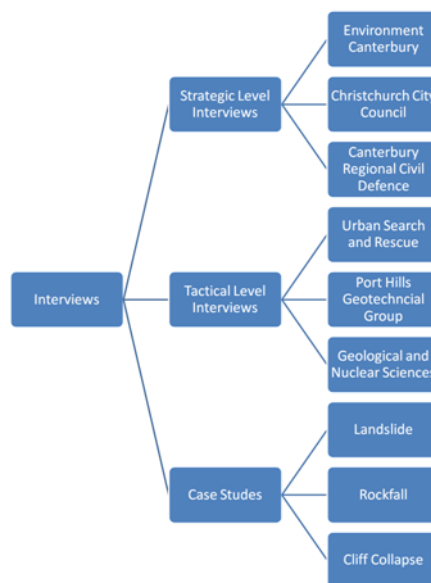 Environment
Canterbury
Strategic Level
Interviews
Christchurch City
Council
Canterbury
Regional Civil
Defence
Urban Search
and Rescue
Interviews
Tactical Level
Interviews
Port Hills
Geotechncial
Group
Geological and
Nuclear Sciences
Landslide
Case Studes
Rockfall
Cliff Collapse